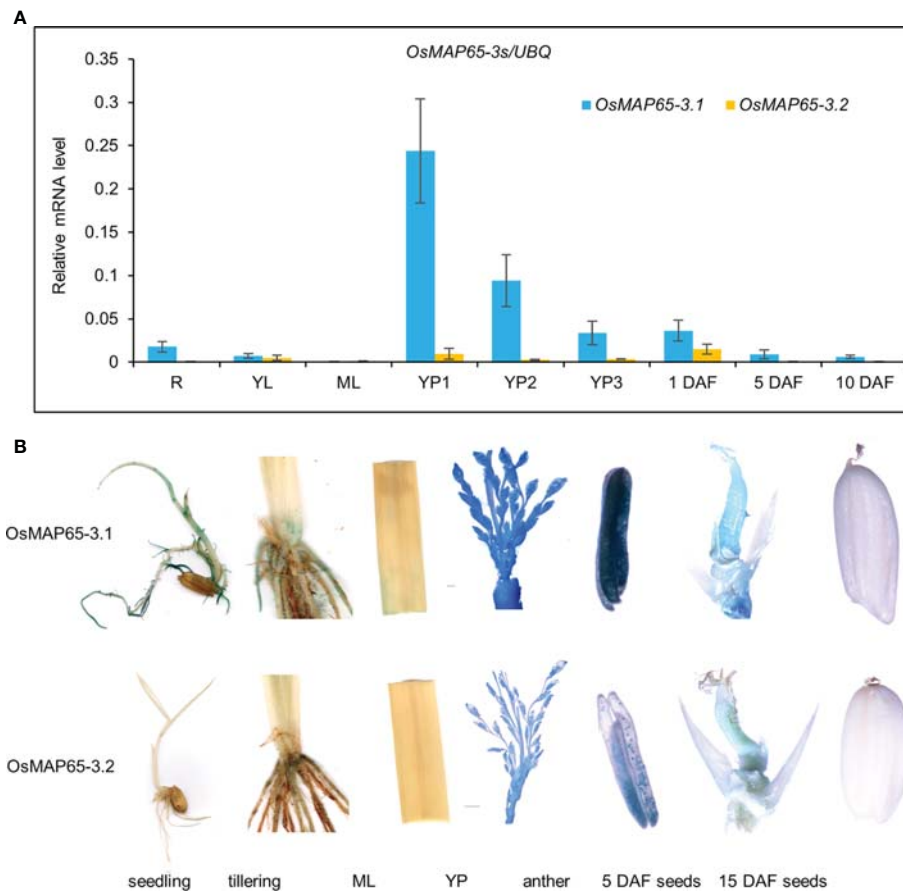 A
OsMAP65-3s/UBQ
OsMAP65-3.1 OsMAP65-3.2
Relative mRNA level
0.35
0.3
0.25
0.2
0.15
0.1
0.05
0
R YL ML YP1 YP2 YP3 1 DAF 5 DAF 10 DAF
B
OsMAP65-3.1
OsMAP65-3.2
seedling tillering ML YP anther 5 DAF seeds 15 DAF seeds